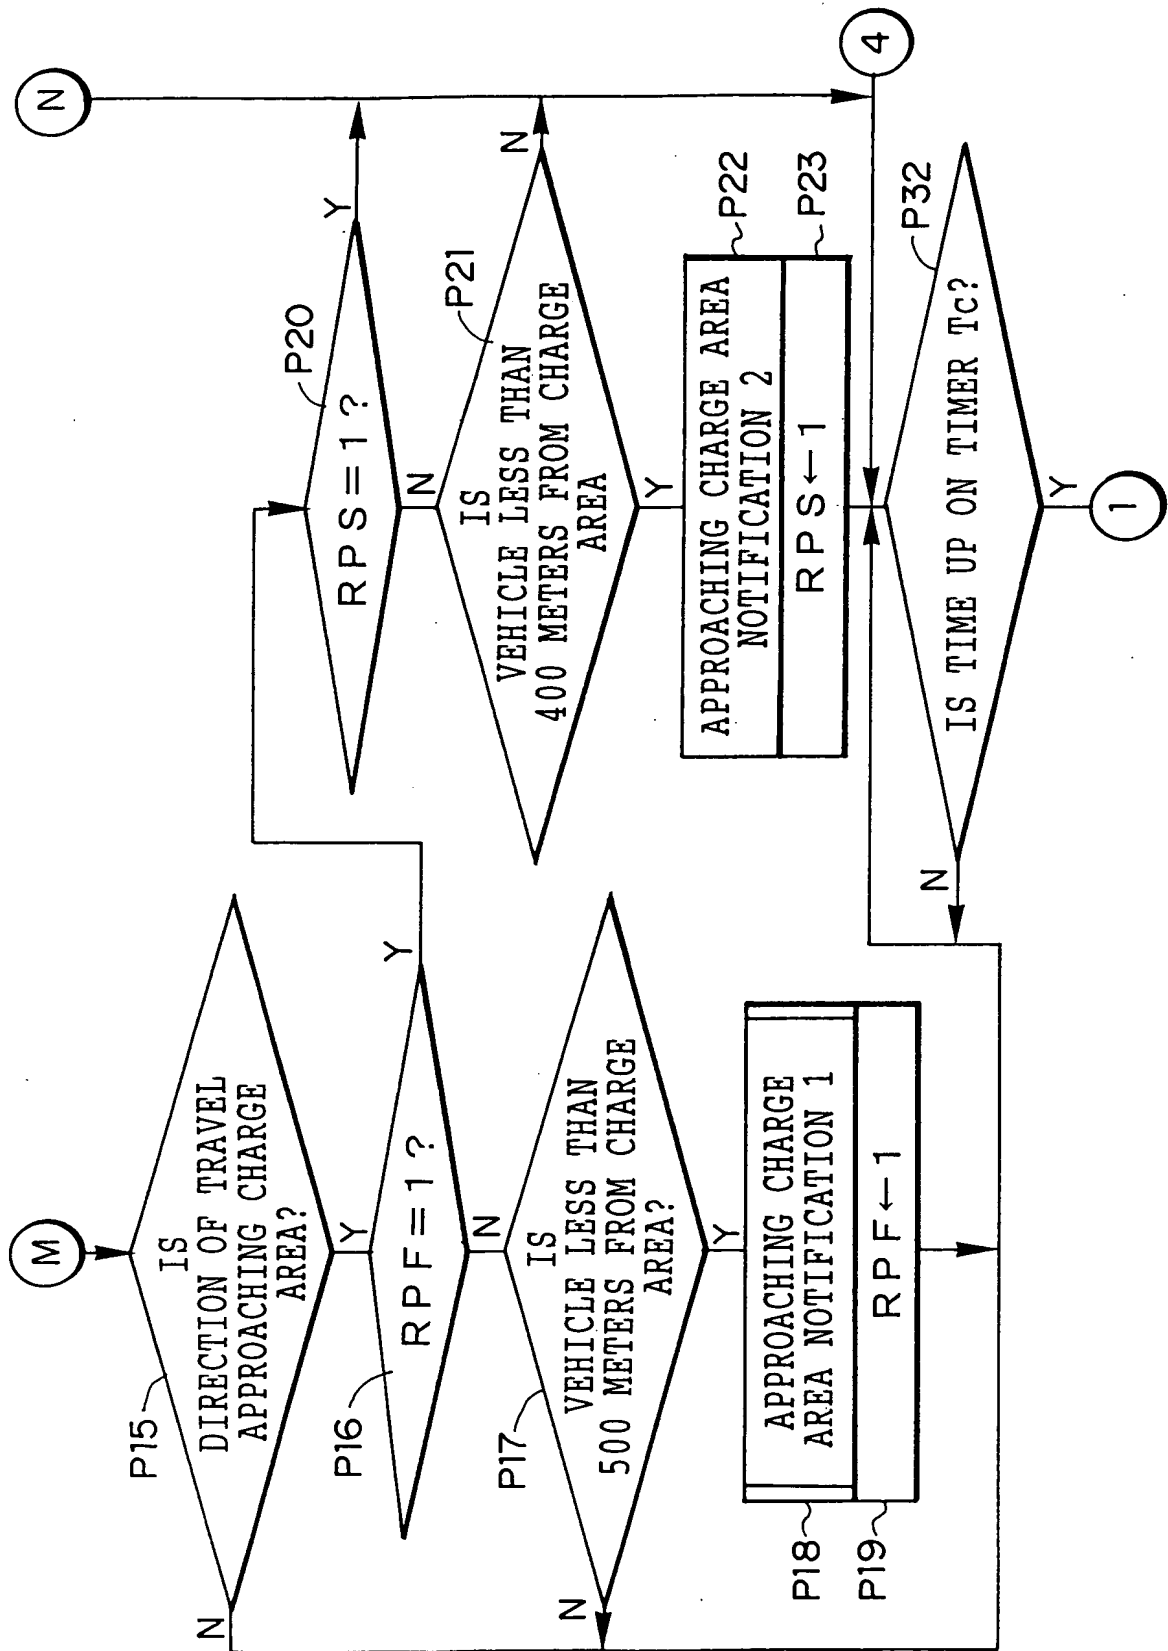 M
P15
IS
DIRECTION OF TRAVEL
APPROACHING CHARGE
AREA?
N
Y
P16
RPF=1?
Y
N
P17
IS
VEHICLE LESS THAN
500 METERS FROM CHARGE
AREA?
N
Y
P18
APPROACHING CHARGE
AREA NOTIFICATION 1
P19
RPF←1
N
P20
RPS=1?
Y
N
P21
IS
VEHICLE LESS THAN
400 METERS FROM CHARGE
AREA
N
Y
P22
APPROACHING CHARGE AREA
NOTIFICATION 2
P23
RPS←1
4
P32
IS TIME UP ON TIMER Tc?
N
Y
1